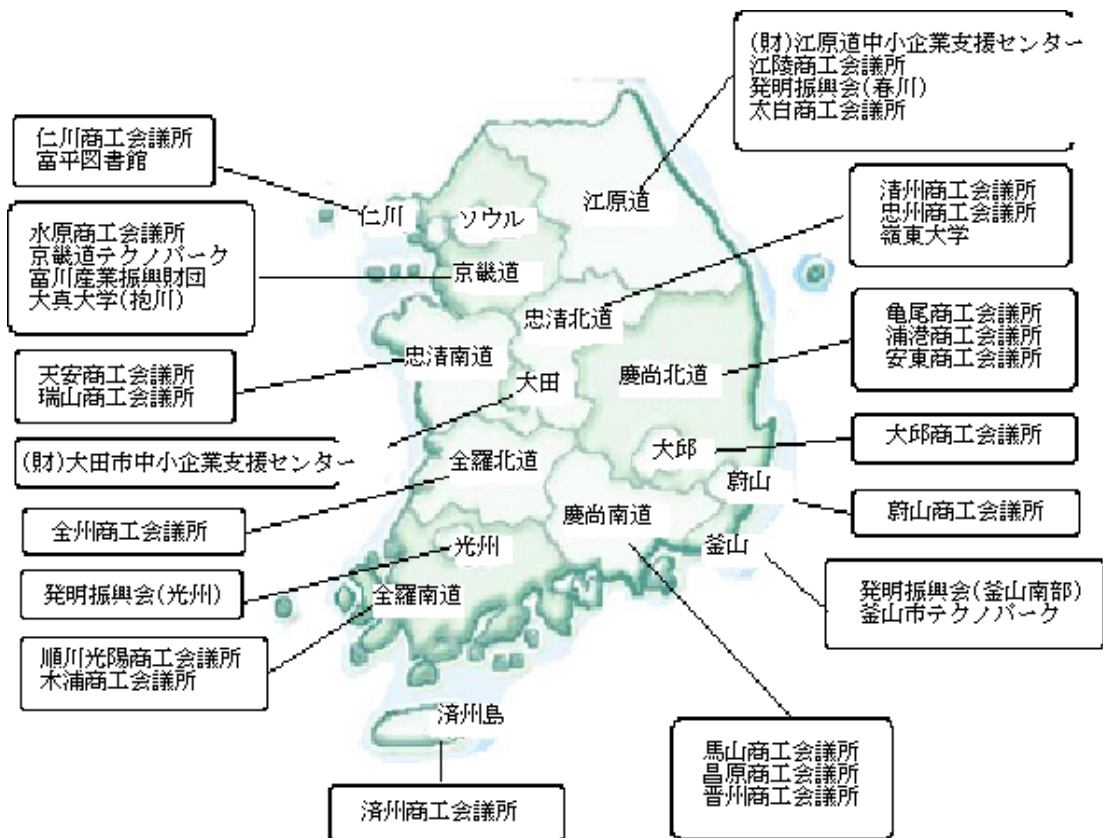 (財)江原道中小企業支援センター
江陵商工会議所
発明振興会(春川)
太白商工会議所
仁川商工会議所
富平図書館
清州商工会議所
忠州商工会議所
嶺東大学
水原商工会議所
京畿道テクノパーク
富川産業振興財団
大真大学(抱川)
仁川
ソウル
江原道
京畿道
忠清北道
亀尾商工会議所
浦港商工会議所
安東商工会議所
忠清南道
慶尚北道
天安商工会議所
瑞山商工会議所
大田
大邱
大邱商工会議所
(財)大田市中小企業支援センター
全羅北道
蔚山
蔚山商工会議所
全州商工会議所
慶尚南道
光州
釜山
発明振興会(光州)
全羅南道
発明振興会(釜山南部)
釜山市テクノパーク
順川光陽商工会議所
木浦商工会議所
済州島
馬山商工会議所
昌原商工会議所
晋州商工会議所
済州商工会議所